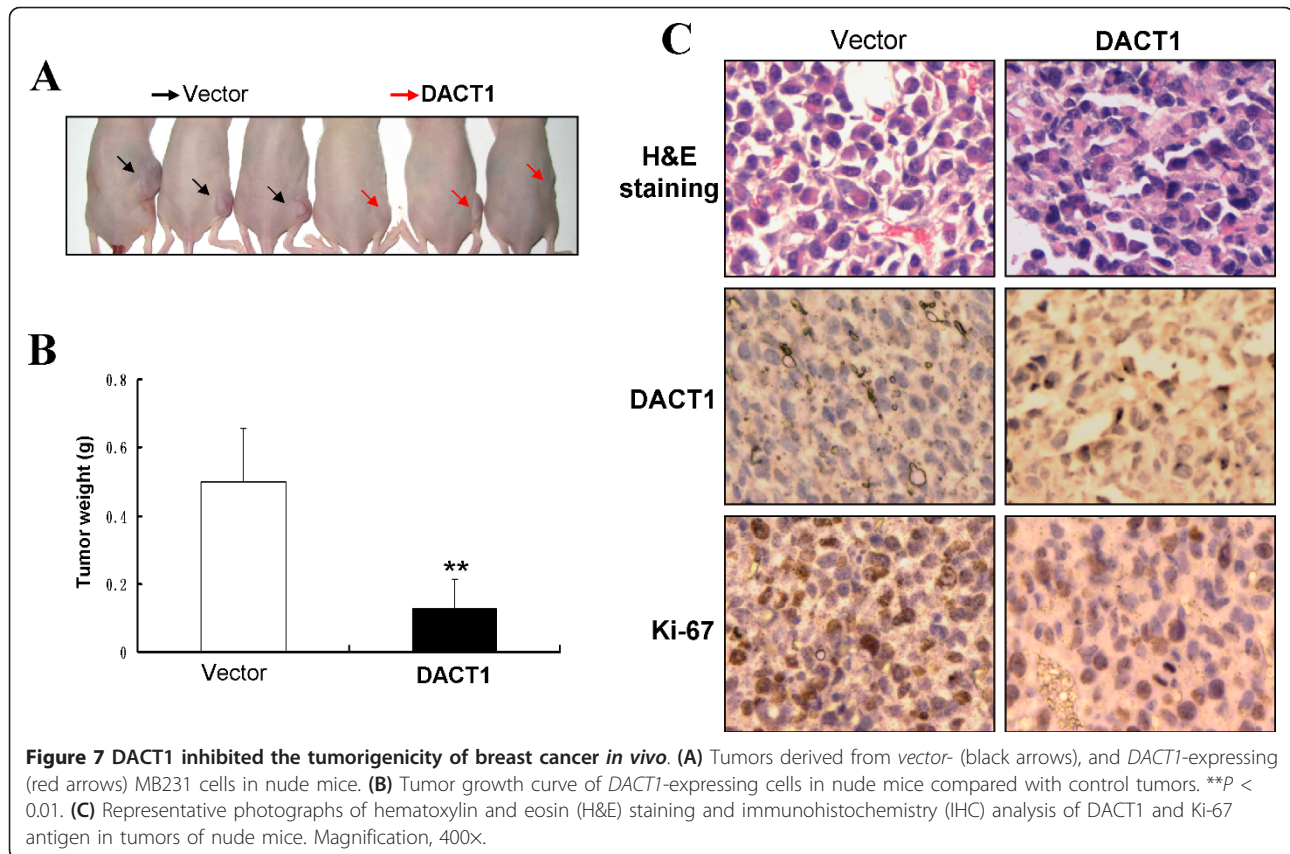 A
Vector
DACT1
B
Tumor weight (g)
0.8
0.6
0.4
0.2
0
**
Vector
DACT1
C
Vector
DACT1
H&E
staining
DACT1
Ki-67
Figure 7 DACT1 inhibited the tumorigenicity of breast cancer in vivo. (A) Tumors derived from vector- (black arrows), and DACT1-expressing
(red arrows) MB231 cells in nude mice. (B) Tumor growth curve of DACT1-expressing cells in nude mice compared with control tumors. **P <
0.01. (C) Representative photographs of hematoxylin and eosin (H&E) staining and immunohistochemistry (IHC) analysis of DACT1 and Ki-67
antigen in tumors of nude mice. Magnification, 400×.